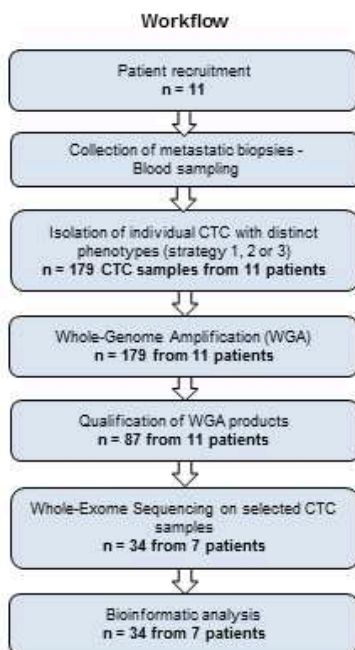 Workflow
Patient recruitment
n = 11
Collection of metastatic biopsies -
Blood sampling
Isolation of individual CTC with distinct
phenotypes (strategy 1, 2 or 3)
n = 179 CTC samples from 11 patients
Whole-Genome Amplification (WGA)
n = 179 from 11 patients
Qualification of WGA products
n = 87 from 11 patients
Whole-Exome Sequencing on selected CTC
samples
n = 34 from 7 patients
Bioinformatic analysis
n = 34 from 7 patients